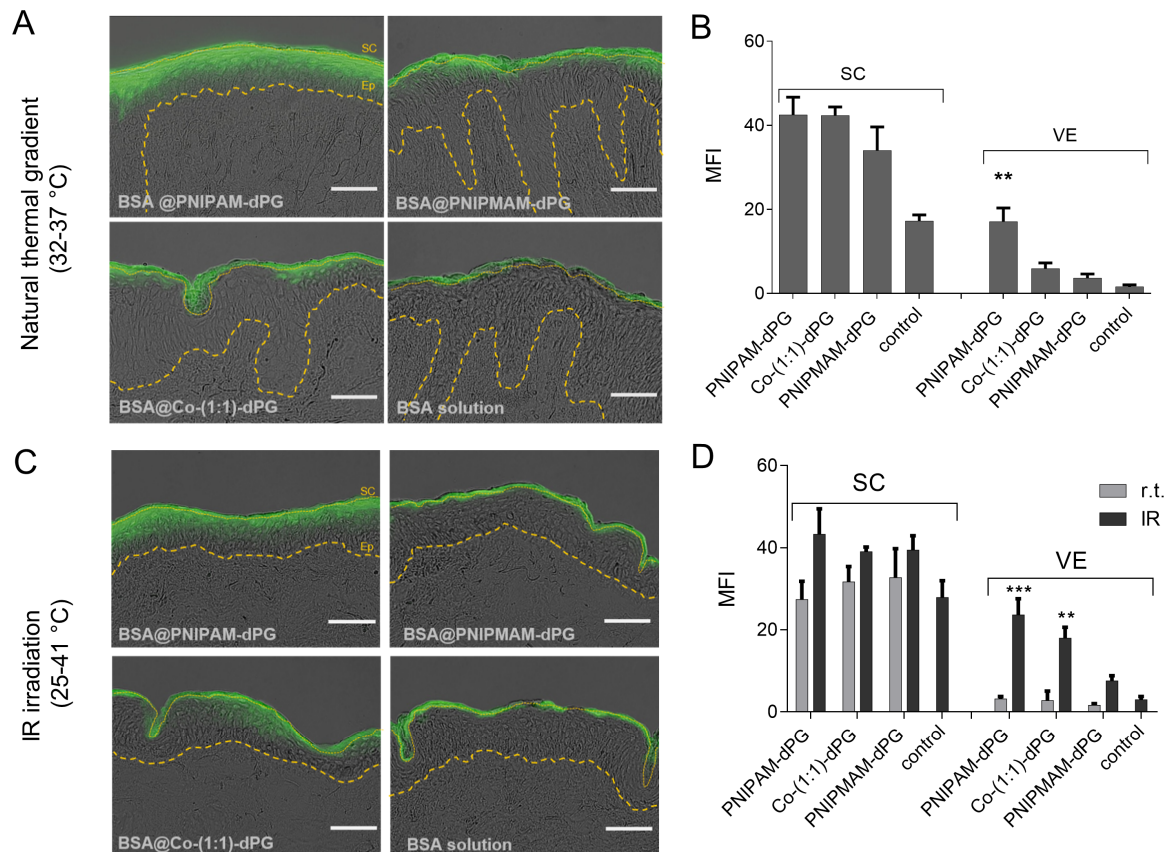 A
Natural thermal gradient
(32-37 °C)
SC
Ep
BSA @PNIPAM-dPG
BSA@PNIPMAM-dPG
BSA@Co-(1:1)-dPG
BSA solution
B
MFI
60
40
20
0
SC
VE
**
PNIPAM-dPG
Co-(1:1)-dPG
PNIPMAM-dPG
control
PNIPAM-dPG
Co-(1:1)-dPG
PNIPMAM-dPG
control
C
IR irradiation
(25-41 °C)
SC
Ep
BSA@PNIPAM-dPG
BSA@PNIPMAM-dPG
BSA@Co-(1:1)-dPG
BSA solution
D
MFI
60
40
20
0
SC
VE
r.t.
IR
***
**
PNIPAM-dPG
Co-(1:1)-dPG
PNIPMAM-dPG
control
PNIPAM-dPG
Co-(1:1)-dPG
PNIPMAM-dPG
control